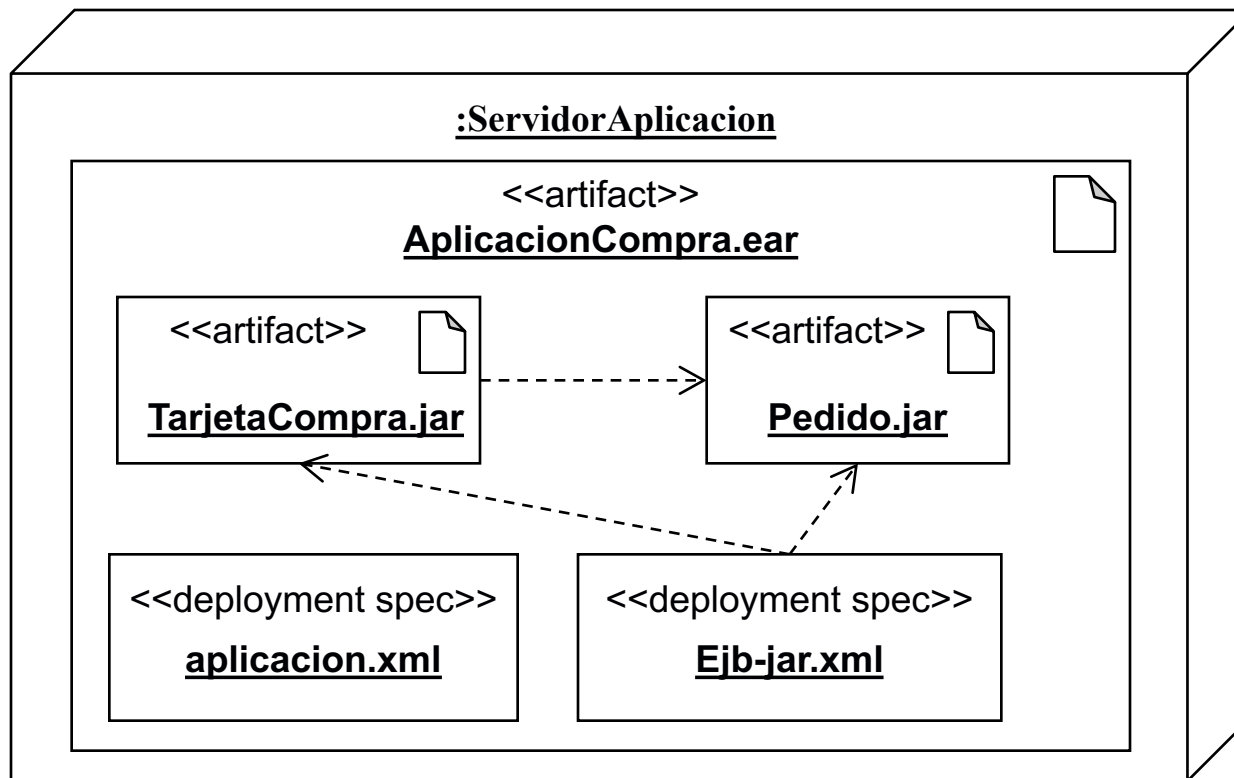 :ServidorAplicacion
<<artifact>>
AplicacionCompra.ear
<<artifact>>
TarjetaCompra.jar
<<artifact>>
Pedido.jar
<<deployment spec>>
aplicacion.xml
<<deployment spec>>
Ejb-jar.xml